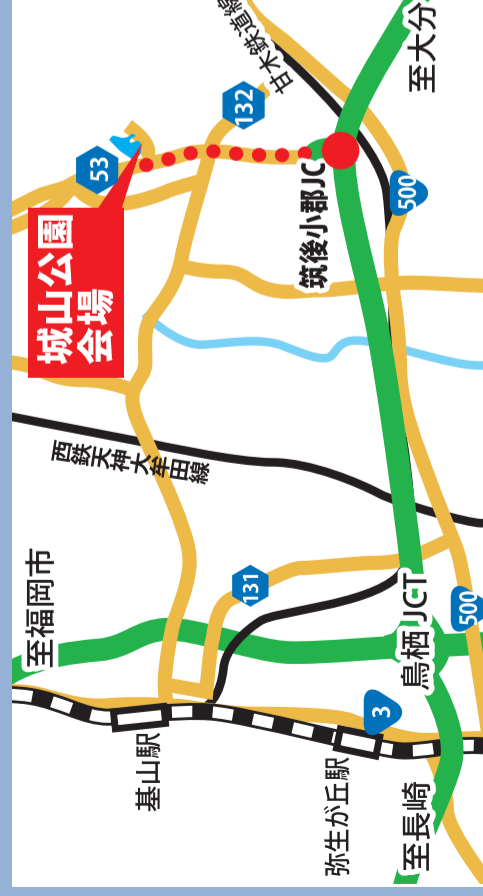 至福岡市
基山駅
弥生が丘駅
至長崎
3
鳥栖JCT
500
131
西鉄天神大牟田線
城山公園
会場
53
132
甘木鉄道線
筑後小郡JC
500
至大分